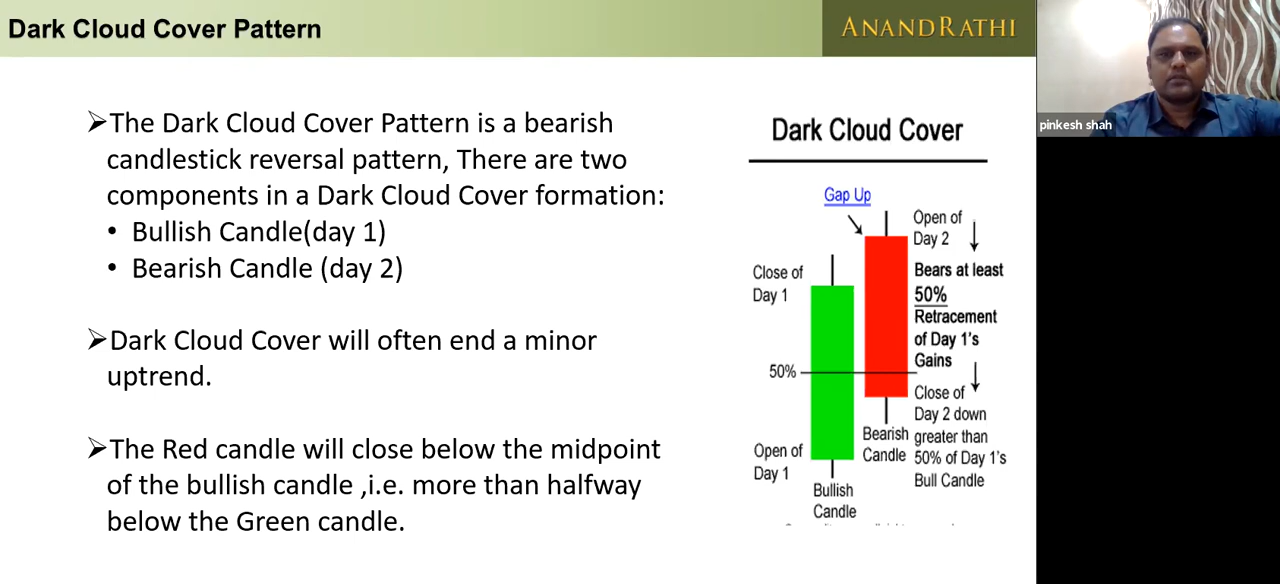 Dark Cloud Cover Pattern
ANANDRATHI
pinkesh shah
➢The Dark Cloud Cover Pattern is a bearish
candlestick reversal pattern, There are two
components in a Dark Cloud Cover formation:
• Bullish Candle(day 1)
• Bearish Candle (day 2)
➢Dark Cloud Cover will often end a minor
uptrend.
➢The Red candle will close below the midpoint
of the bullish candle ,i.e. more than halfway
below the Green candle.
Dark Cloud Cover
Gap Up
Open of
Day 2
Close of
Day 1
Bears at least
50%
Retracement
of Day 1's
Gains
50%
Close of
Day 2 down
greater than
50% of Day 1's
Bull Candle
Bearish
Candle
Open of
Day 1
Bullish
Candle